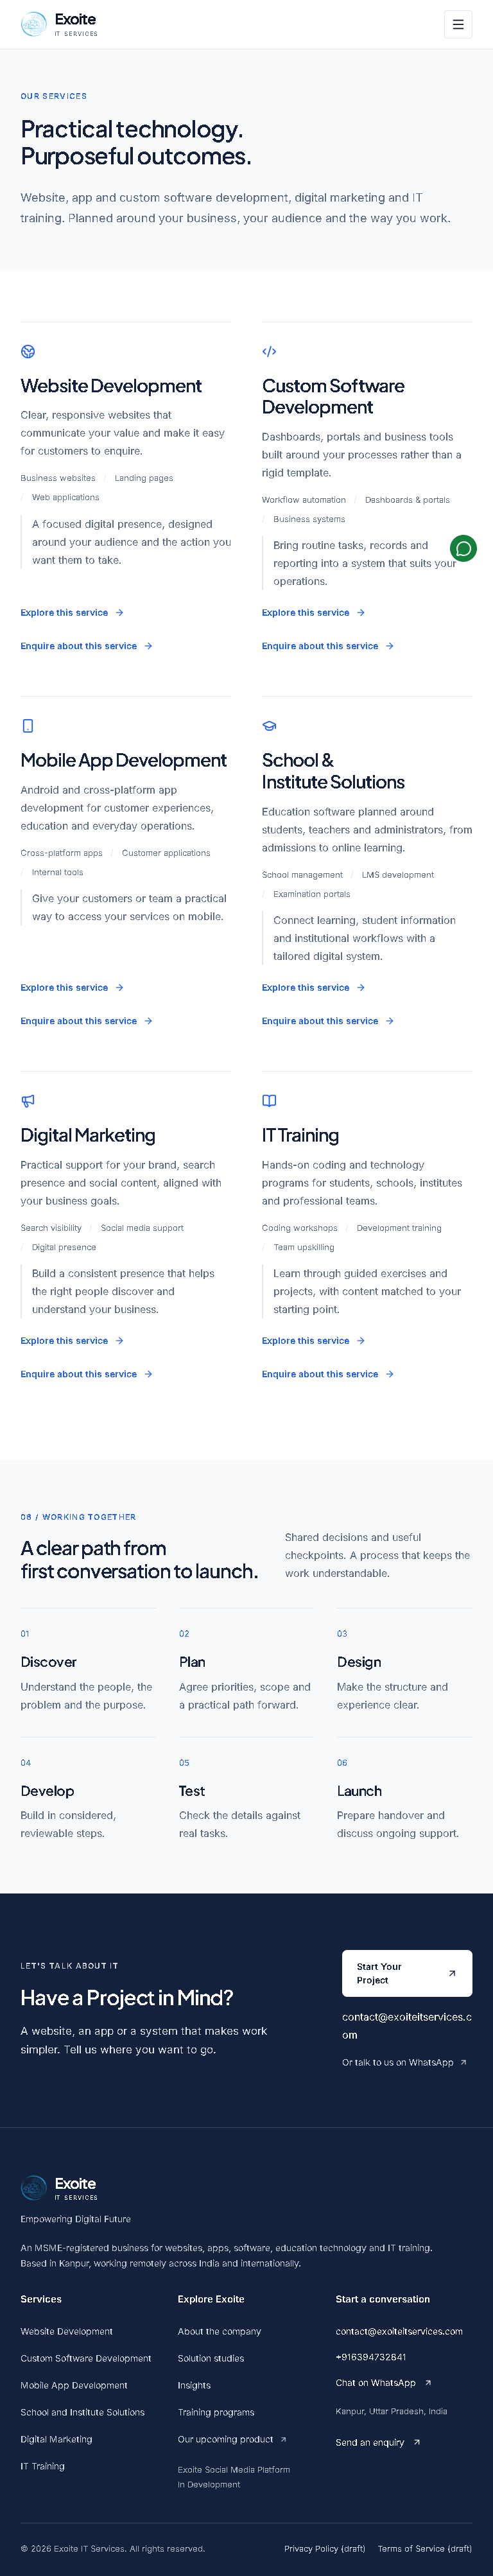 Exoite
IT SERVICES
OUR SERVICES
Practical technology.
Purposeful outcomes.
Website, app and custom software development, digital marketing and IT
training. Planned around your business, your audience and the way you work.
Website Development
Clear, responsive websites that
communicate your value and make it easy
for customers to enquire.
Business websites / Landing pages
/ Web applications
A focused digital presence, designed
around your audience and the action you
want them to take.
Explore this service →
Enquire about this service →
Custom Software
Development
Dashboards, portals and business tools
built around your processes rather than a
rigid template.
Workflow automation / Dashboards & portals
/ Business systems
Bring routine tasks, records and
reporting into a system that suits your
operations.
Explore this service →
Enquire about this service →
Mobile App Development
Android and cross-platform app
development for customer experiences,
education and everyday operations.
Cross-platform apps / Customer applications
/ Internal tools
Give your customers or team a practical
way to access your services on mobile.
Explore this service →
Enquire about this service →
School &
Institute Solutions
Education software planned around
students, teachers and administrators, from
admissions to online learning.
School management / LMS development
/ Examination portals
Connect learning, student information
and institutional workflows with a
tailored digital system.
Explore this service →
Enquire about this service →
Digital Marketing
Practical support for your brand, search
presence and social content, aligned with
your business goals.
Search visibility / Social media support
/ Digital presence
Build a consistent presence that helps
the right people discover and
understand your business.
Explore this service →
Enquire about this service →
IT Training
Hands-on coding and technology
programs for students, schools, institutes
and professional teams.
Coding workshops / Development training
/ Team upskilling
Learn through guided exercises and
projects, with content matched to your
starting point.
Explore this service →
Enquire about this service →
08 / WORKING TOGETHER
A clear path from
first conversation to launch.
Shared decisions and useful
checkpoints. A process that keeps the
work understandable.
01
Discover
Understand the people, the
problem and the purpose.
02
Plan
Agree priorities, scope and
a practical path forward.
03
Design
Make the structure and
experience clear.
04
Develop
Build in considered,
reviewable steps.
05
Test
Check the details against
real tasks.
06
Launch
Prepare handover and
discuss ongoing support.
LET'S TALK ABOUT IT
Have a Project in Mind?
A website, an app or a system that makes work
simpler. Tell us where you want to go.
Start Your
Project
contact@exoiteitservices.c
om
Or talk to us on WhatsApp
Exoite
IT SERVICES
Empowering Digital Future
An MSME-registered business for websites, apps, software, education technology and IT training.
Based in Kanpur, working remotely across India and internationally.
Services
Website Development
Custom Software Development
Mobile App Development
School and Institute Solutions
Digital Marketing
IT Training
Explore Exoite
About the company
Solution studies
Insights
Training programs
Our upcoming product
Exoite Social Media Platform
In Development
Start a conversation
contact@exoiteitservices.com
+916394732841
Chat on WhatsApp
Kanpur, Uttar Pradesh, India
Send an enquiry
© 2026 Exoite IT Services. All rights reserved.
Privacy Policy (draft) Terms of Service (draft)